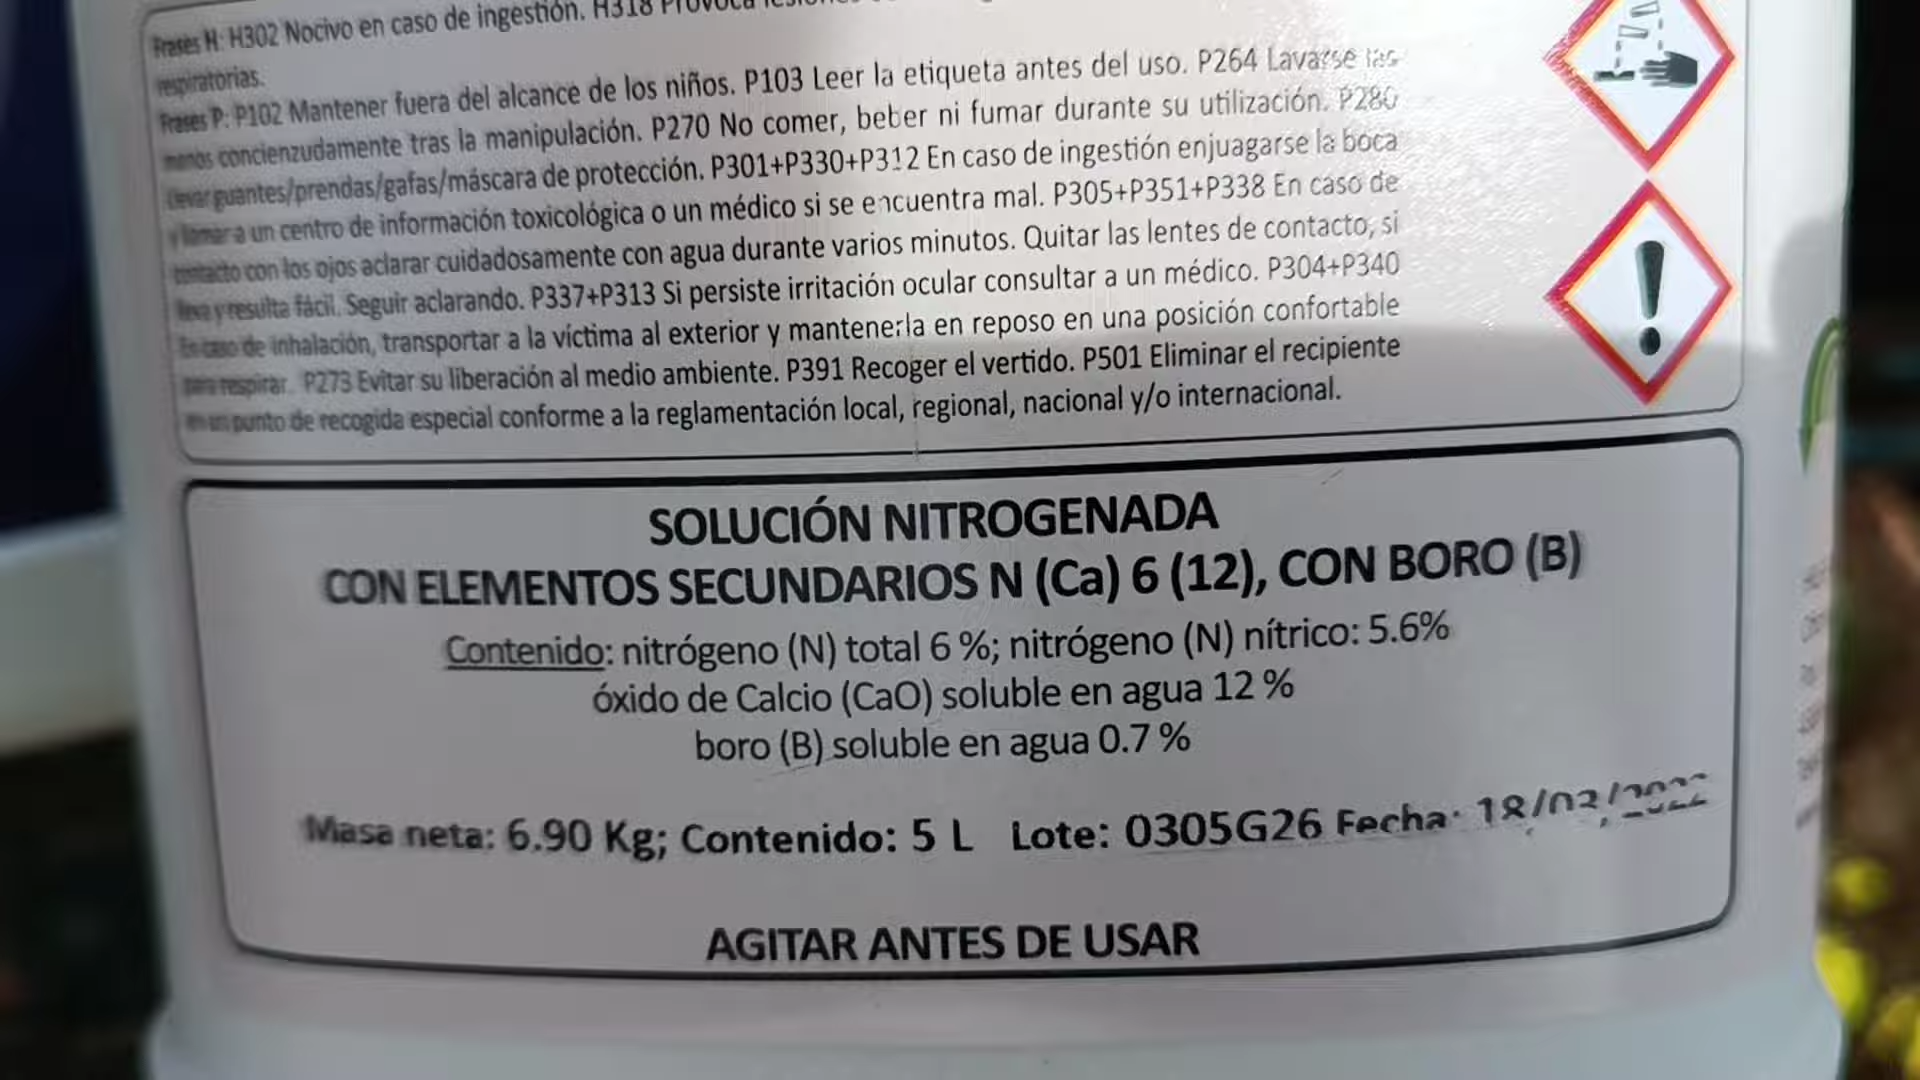 Frases H: H302 Nocivo en caso de ingestión. H318 Provoca
respiratorias.
Frases P: P102 Mantener fuera del alcance de los niños. P103 Leer la etiqueta antes del uso. P264 Lavarse las
manos concienzudamente tras la manipulación. P270 No comer, beber ni fumar durante su utilización. P280
Llevar guantes/prendas/gafas/máscara de protección. P301+P330+P312 En caso de ingestión enjuagarse la boca
y llamar a un centro de información toxicológica o un médico si se encuentra mal. P305+P351+P338 En caso de
contacto con los ojos aclarar cuidadosamente con agua durante varios minutos. Quitar las lentes de contacto, si
lleva y resulta fácil. Seguir aclarando. P337+P313 Si persiste irritación ocular consultar a un médico. P304+P340
En caso de inhalación, transportar a la víctima al exterior y mantenerla en reposo en una posición confortable
para respirar. P273 Evitar su liberación al medio ambiente. P391 Recoger el vertido. P501 Eliminar el recipiente
en un punto de recogida especial conforme a la reglamentación local, regional, nacional y/o internacional.
SOLUCIÓN NITROGENADA
CON ELEMENTOS SECUNDARIOS N (Ca) 6 (12), CON BORO (B)
Contenido: nitrógeno (N) total 6 %; nitrógeno (N) nítrico: 5.6%
óxido de Calcio (CaO) soluble en agua 12 %
boro (B) soluble en agua 0.7 %
Masa neta: 6.90 Kg; Contenido: 5 L Lote: 0305G26 Fecha: 18/03/2022
AGITAR ANTES DE USAR